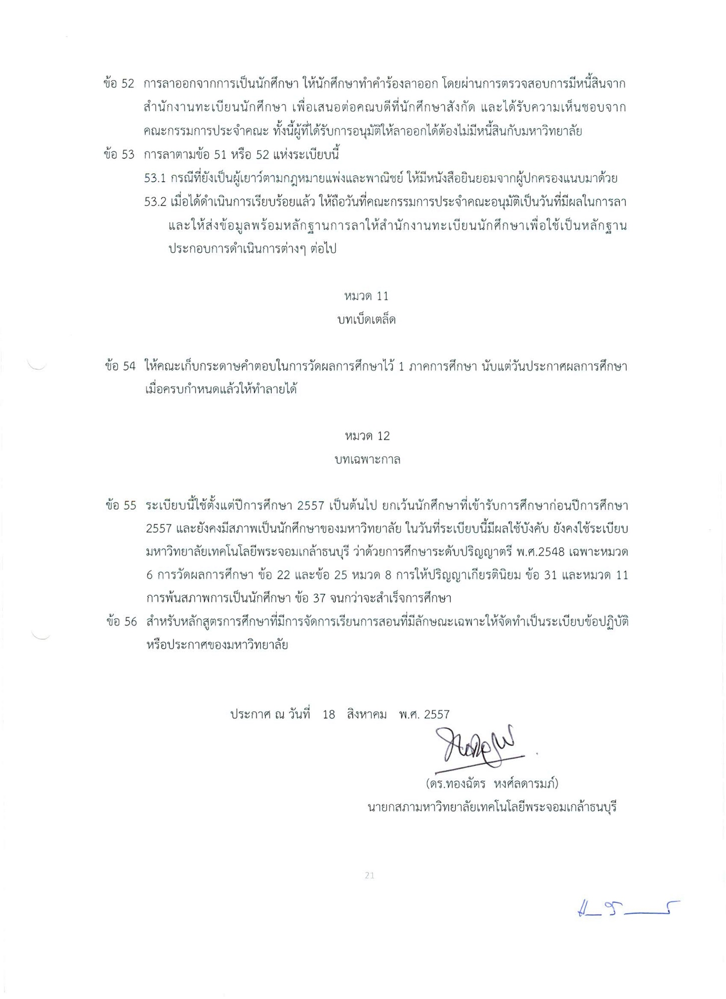 ข้อ 52 การลาออกจากการเป็นนักศึกษา ให้นักศึกษาทำคำร้องลาออก โดยผ่านการตรวจสอบการมีหนี้สินจาก
สำนักงานทะเบียนนักศึกษา เพื่อเสนอต่อคณบดีที่นักศึกษาสังกัด และได้รับความเห็นชอบจาก
คณะกรรมการประจำคณะ ทั้งนี้ผู้ที่ได้รับการอนุมัติให้ลาออกได้ต้องไม่มีหนี้สินกับมหาวิทยาลัย
ข้อ 53 การลาตามข้อ 51 หรือ 52 แห่งระเบียบนี้
53.1 กรณีที่ยังเป็นผู้เยาว์ตามกฎหมายแพ่งและพาณิชย์ ให้มีหนังสือยินยอมจากผู้ปกครองแนบมาด้วย
53.2 เมื่อได้ดำเนินการเรียบร้อยแล้ว ให้ถือวันที่คณะกรรมการประจำคณะอนุมัติเป็นวันที่มีผลในการลา
และให้ส่งข้อมูลพร้อมหลักฐานการลาให้สำนักงานทะเบียนนักศึกษาเพื่อใช้เป็นหลักฐาน
ประกอบการดำเนินการต่างๆ ต่อไป
หมวด 11
บทเบ็ดเตล็ด
ข้อ 54 ให้คณะเก็บกระดาษคำตอบในการวัดผลการศึกษาไว้ 1 ภาคการศึกษา นับแต่วันประกาศผลการศึกษา
เมื่อครบกำหนดแล้วให้ทำลายได้
หมวด 12
บทเฉพาะกาล
ข้อ 55 ระเบียบนี้ใช้ตั้งแต่ปีการศึกษา 2557 เป็นต้นไป ยกเว้นนักศึกษาที่เข้ารับการศึกษาก่อนปีการศึกษา
2557 และยังคงมีสภาพเป็นนักศึกษาของมหาวิทยาลัย ในวันที่ระเบียบนี้มีผลใช้บังคับ ยังคงใช้ระเบียบ
มหาวิทยาลัยเทคโนโลยีพระจอมเกล้าธนบุรี ว่าด้วยการศึกษาระดับปริญญาตรี พ.ศ.2548 เฉพาะหมวด
6 การวัดผลการศึกษา ข้อ 22 และข้อ 25 หมวด 8 การให้ปริญญาเกียรตินิยม ข้อ 31 และหมวด 11
การพ้นสภาพการเป็นนักศึกษา ข้อ 37 จนกว่าจะสำเร็จการศึกษา
ข้อ 56 สำหรับหลักสูตรการศึกษาที่มีการจัดการเรียนการสอนที่มีลักษณะเฉพาะให้จัดทำเป็นระเบียบข้อปฏิบัติ
หรือประกาศของมหาวิทยาลัย
ประกาศ ณ วันที่ 18 สิงหาคม พ.ศ. 2557
(ดร.ทองฉัตร หงศ์ลดารมภ์)
นายกสภามหาวิทยาลัยเทคโนโลยีพระจอมเกล้าธนบุรี
21